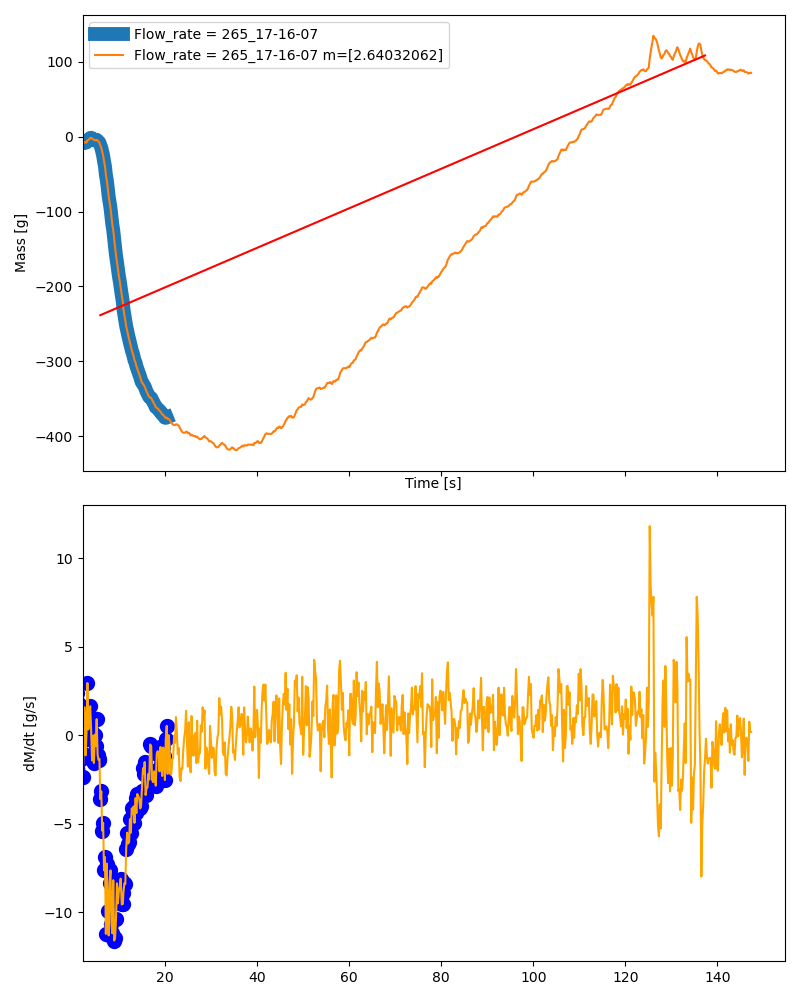 Flow_rate = 265_17-16-07
Flow_rate = 265_17-16-07 m=[2.64032062]
100
0
−100
−200
−300
−400
Mass [g]
Time [s]
10
5
0
−5
−10
dM/dt [g/s]
20 40 60 80 100 120 140